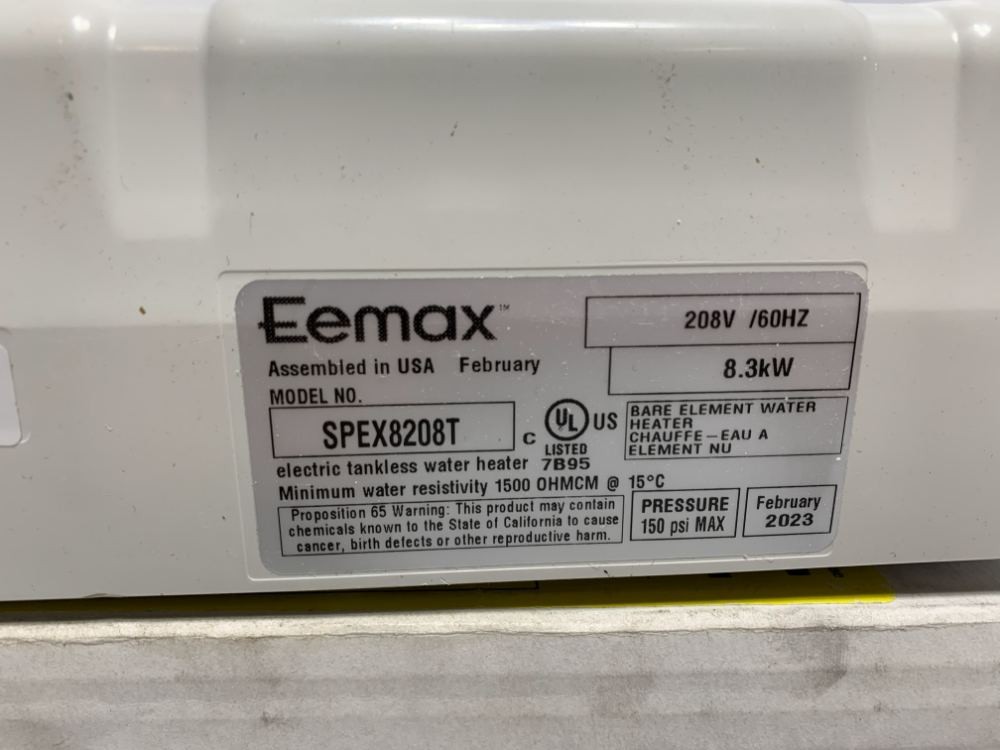 Eemax™
208V /60HZ
Assembled in USA February
8.3kW
MODEL NO.
SPEX8208T
C UL US
LISTED
7B95
BARE ELEMENT WATER
HEATER
CHAUFFE-EAU A
ELEMENT NU
electric tankless water heater
Minimum water resistivity 1500 OHMCM @ 15°C
Proposition 65 Warning: This product may contain
chemicals known to the State of California to cause
cancer, birth defects or other reproductive harm.
PRESSURE
150 psi MAX
February
2023